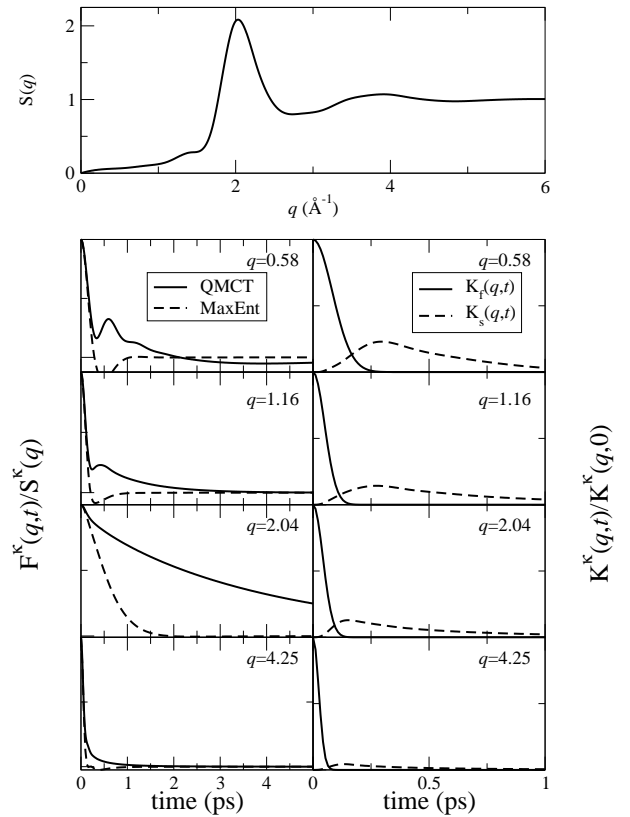 2
S(q)
1
0
0 2 4 6
q (Å⁻¹)
q=0.58
QMCT
MaxEnt
q=0.58
K_f(q,t)
K_s(q,t)
q=1.16
q=1.16
F^κ(q,t)/S^κ(q)
K^κ(q,t)/K^κ(q,0)
q=2.04
q=2.04
q=4.25
q=4.25
0 1 2 3 4 0 0.5 1
time (ps) time (ps)